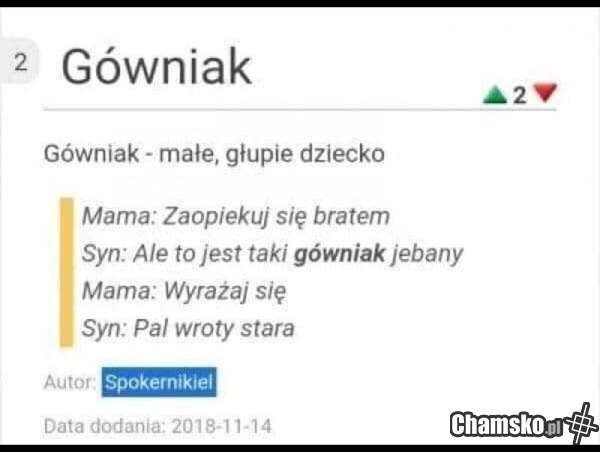 2
Gówniak
2
Gówniak - małe, głupie dziecko
Mama: Zaopiekuj się bratem
Syn: Ale to jest taki gówniak jebany
Mama: Wyrażaj się
Syn: Pal wroty stara
Autor: Spokernikiel
Data dodania: 2018-11-14
Chamsko.pl